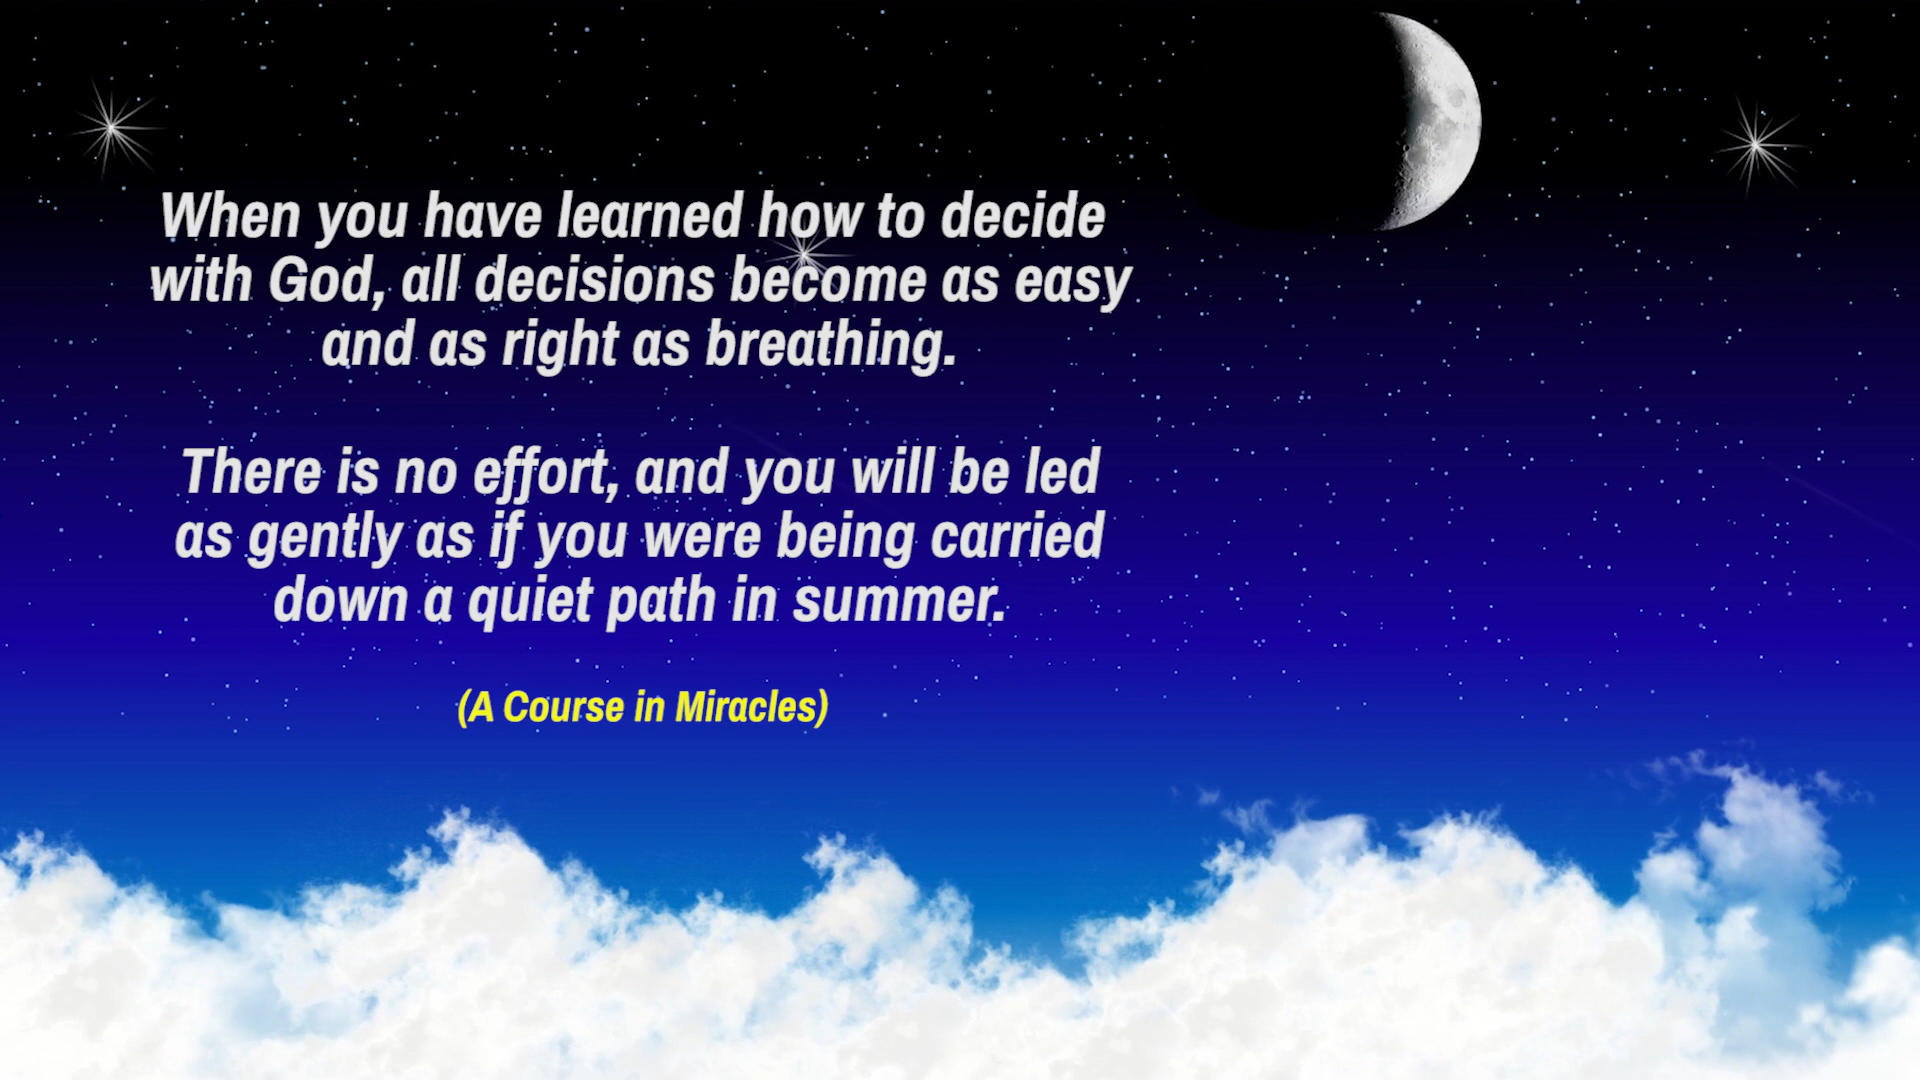 When you have learned how to decide
with God, all decisions become as easy
and as right as breathing.
There is no effort, and you will be led
as gently as if you were being carried
down a quiet path in summer.
(A Course in Miracles)